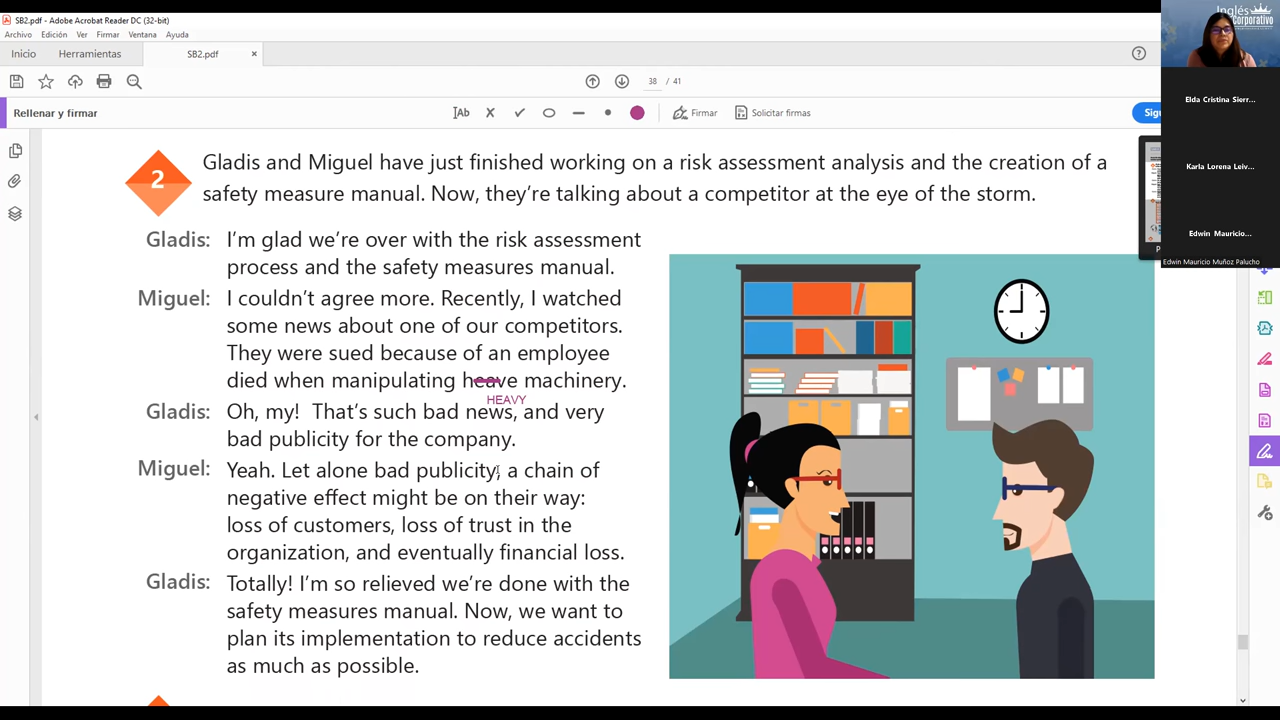 SB2.pdf - Adobe Acrobat Reader DC (32-bit)
Archivo Edición Ver Firmar Ventana Ayuda
Inicio Herramientas SB2.pdf ×
38 / 41
Rellenar y firmar
Ab
Firmar
Solicitar firmas
Sig
Inglés
Corporativo
Elda Cristina Sierr...
Karla Lorena Leiv...
Edwin Mauricio...
Edwin Mauricio Muñoz Palucho
P
2
Gladis and Miguel have just finished working on a risk assessment analysis and the creation of a
safety measure manual. Now, they're talking about a competitor at the eye of the storm.
Gladis: I'm glad we're over with the risk assessment
process and the safety measures manual.
Miguel: I couldn't agree more. Recently, I watched
some news about one of our competitors.
They were sued because of an employee
died when manipulating heave machinery.
HEAVY
Gladis: Oh, my! That's such bad news, and very
bad publicity for the company.
Miguel: Yeah. Let alone bad publicity, a chain of
negative effect might be on their way:
loss of customers, loss of trust in the
organization, and eventually financial loss.
Gladis: Totally! I'm so relieved we're done with the
safety measures manual. Now, we want to
plan its implementation to reduce accidents
as much as possible.